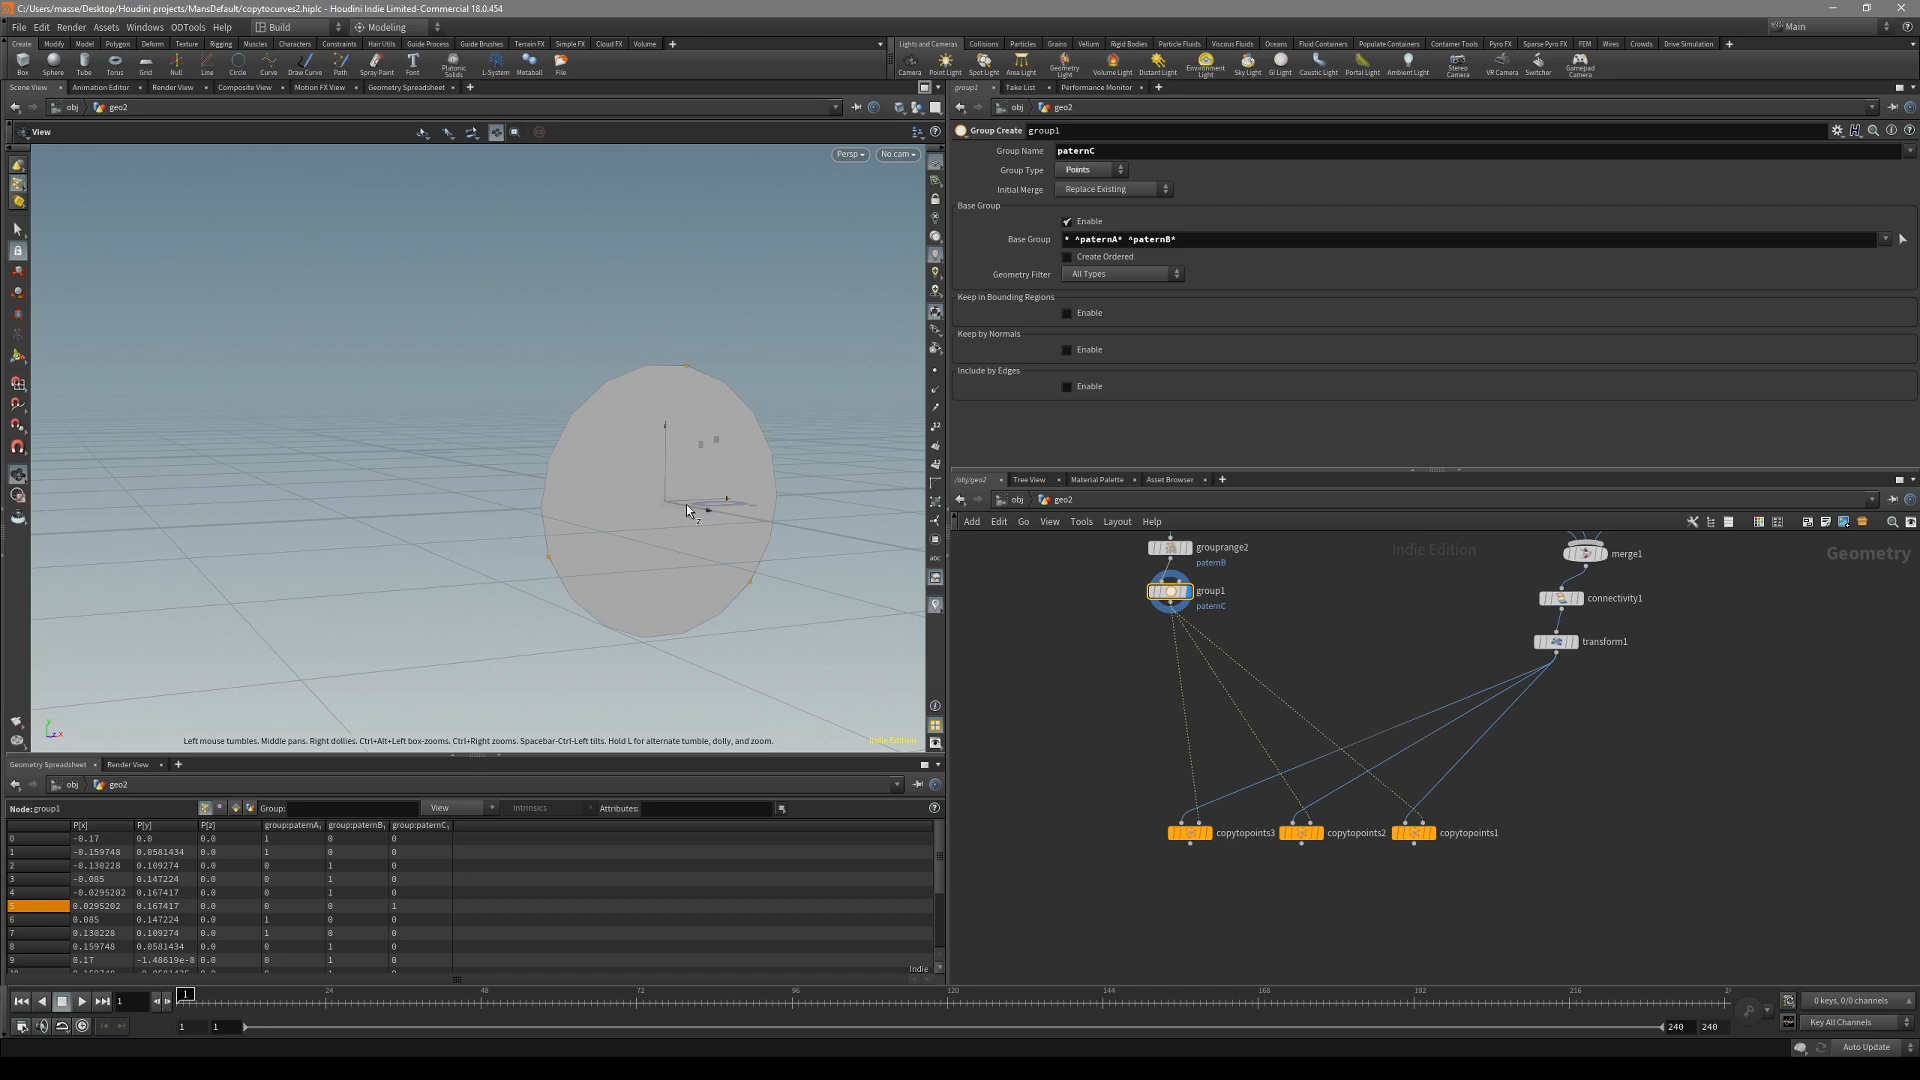 C:/Users/masse/Desktop/Houdini projects/MansDefault/copytocurves2.hiplc - Houdini Indie Limited-Commercial 18.0.454
File Edit Render Assets Windows ODTools Help Build Modeling Main
Create Modify Model Polygon Deform Texture Rigging Muscles Characters Constraints Hair Utils Guide Process Guide Brushes Terrain FX Simple FX Cloud FX Volume
Lights and Cameras Collisions Particles Grains Vellum Rigid Bodies Particle Fluids Viscous Fluids Oceans Fluid Containers Populate Containers Container Tools Pyro FX Sparse Pyro FX FEM Wires Crowds Drive Simulation
Box Sphere Tube Torus Grid Null Line Circle Curve Draw Curve Path Spray Paint Font Platonic Solids L-System Metaball File
Camera Point Light Spot Light Area Light Geometry Light Volume Light Distant Light Environment Light Sky Light GI Light Caustic Light Portal Light Ambient Light Stereo Camera VR Camera Switcher Gamepad Camera
Scene View Animation Editor Render View Composite View Motion FX View Geometry Spreadsheet
group1 Take List Performance Monitor
obj geo2
obj geo2
View
Persp No cam
Group Create group1
Group Name paternC
Group Type Points
Initial Merge Replace Existing
Base Group
Enable
Base Group * ^paternA* ^paternB*
Create Ordered
Geometry Filter All Types
Keep in Bounding Regions
Enable
Keep by Normals
Enable
Include by Edges
Enable
z
y
z x
Left mouse tumbles. Middle pans. Right dollies. Ctrl+Alt+Left box-zooms. Ctrl+Right zooms. Spacebar-Ctrl-Left tilts. Hold L for alternate tumble, dolly, and zoom.
Indie Edition
/obj/geo2 Tree View Material Palette Asset Browser
obj geo2
Add Edit Go View Tools Layout Help
Indie Edition
Geometry
grouprange2
paternB
group1
paternC
merge1
connectivity1
transform1
copytopoints3 copytopoints2 copytopoints1
Geometry Spreadsheet Render View
obj geo2
Node:group1 Group: View Intrinsics Attributes:
P[x] P[y] P[z] group:paternA group:paternB group:paternC
0 -0.17 0.0 0.0 1 0 0
1 -0.159748 0.0581434 0.0 1 0 0
2 -0.130228 0.109274 0.0 0 1 0
3 -0.085 0.147224 0.0 0 1 0
4 -0.0295202 0.167417 0.0 0 1 0
5 0.0295202 0.167417 0.0 0 0 1
6 0.085 0.147224 0.0 1 0 0
7 0.130228 0.109274 0.0 1 0 0
8 0.159748 0.0581434 0.0 0 1 0
9 0.17 -1.48619e-0 0.0 0 1 0
Indie
1 1 24 48 72 96 120 144 168 192 216 24
0 keys, 0/0 channels
1 1 240 240
Key All Channels
Auto Update